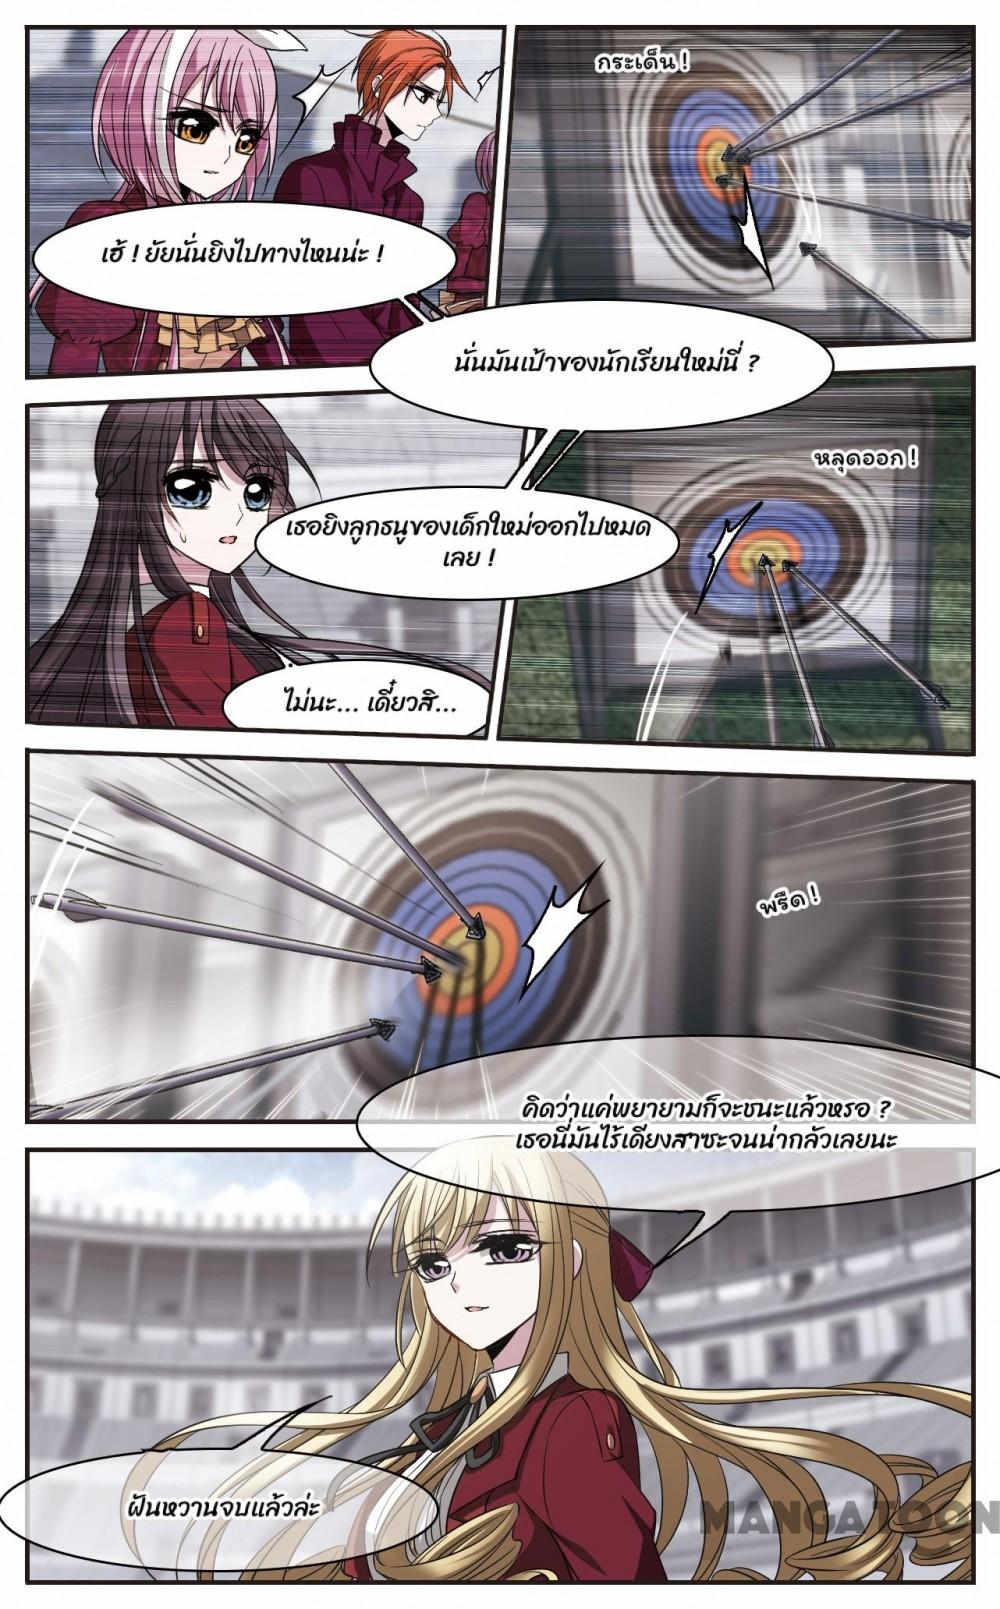 กระเด็น !
เฮ้ ! ยัยนั่นยิงไปทางไหนน่ะ !
นั่นมันเป้าของนักเรียนใหม่นี่ ?
หลุดออก !
เธอยิงลูกธนูของเด็กใหม่ออกไปหมด
เลย !
ไม่นะ... เดี๋ยวสิ...
พรืด !
คิดว่าแค่พยายามก็จะชนะแล้วหรอ ?
เธอนี่มันไร้เดียงสาซะจนน่ากลัวเลยนะ
ฝันหวานจบแล้วล่ะ
MANGATOON